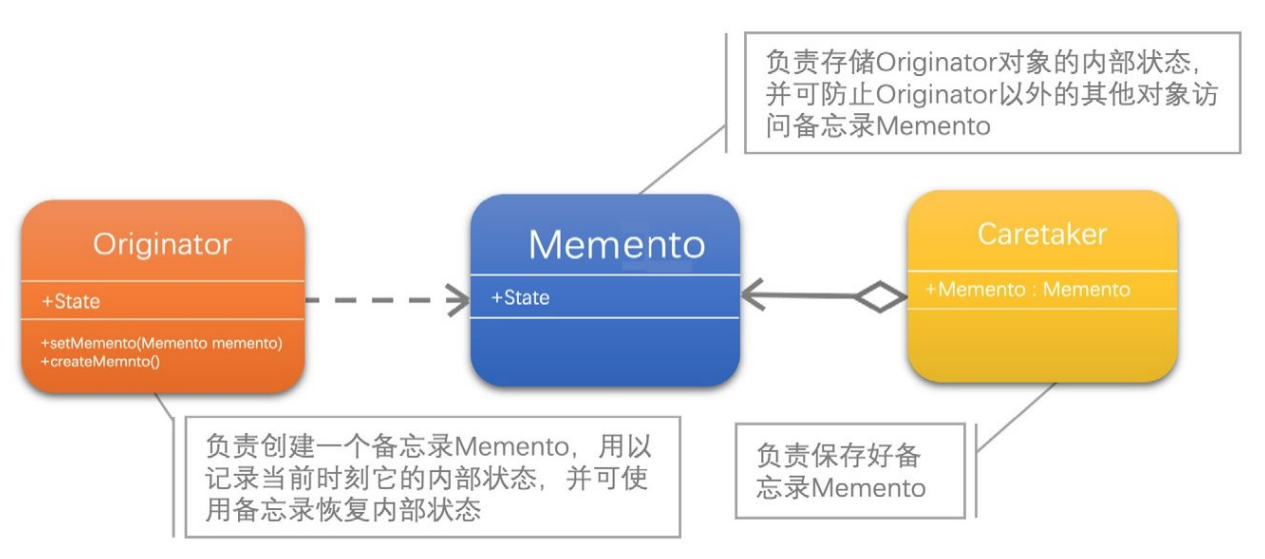 负责存储Originator对象的内部状态，
并可防止Originator以外的其他对象访
问备忘录Memento
Originator
+State
+setMemento(Memento memento)
+createMemnto()
Memento
+State
Caretaker
+Memento : Memento
负责创建一个备忘录Memento，用以
记录当前时刻它的内部状态，并可使
用备忘录恢复内部状态
负责保存好备
忘录Memento